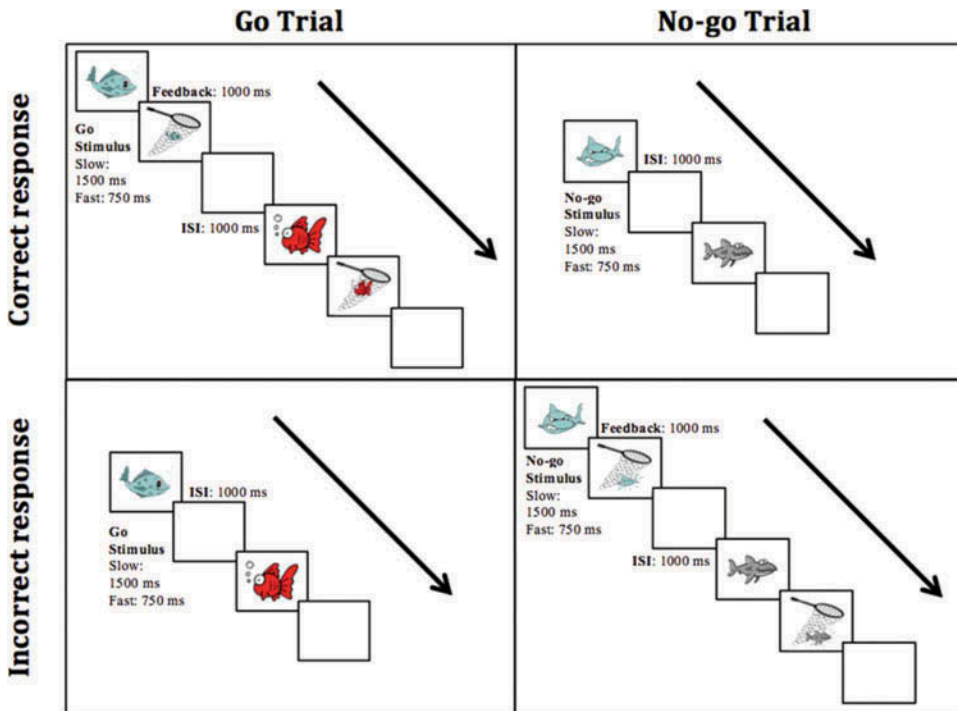 Go Trial
No-go Trial
Correct response
Feedback: 1000 ms
Go
Stimulus
Slow:
1500 ms
Fast: 750 ms
ISI: 1000 ms
ISI: 1000 ms
No-go
Stimulus
Slow:
1500 ms
Fast: 750 ms
Incorrect response
ISI: 1000 ms
Go
Stimulus
Slow:
1500 ms
Fast: 750 ms
Feedback: 1000 ms
No-go
Stimulus
Slow:
1500 ms
Fast: 750 ms
ISI: 1000 ms